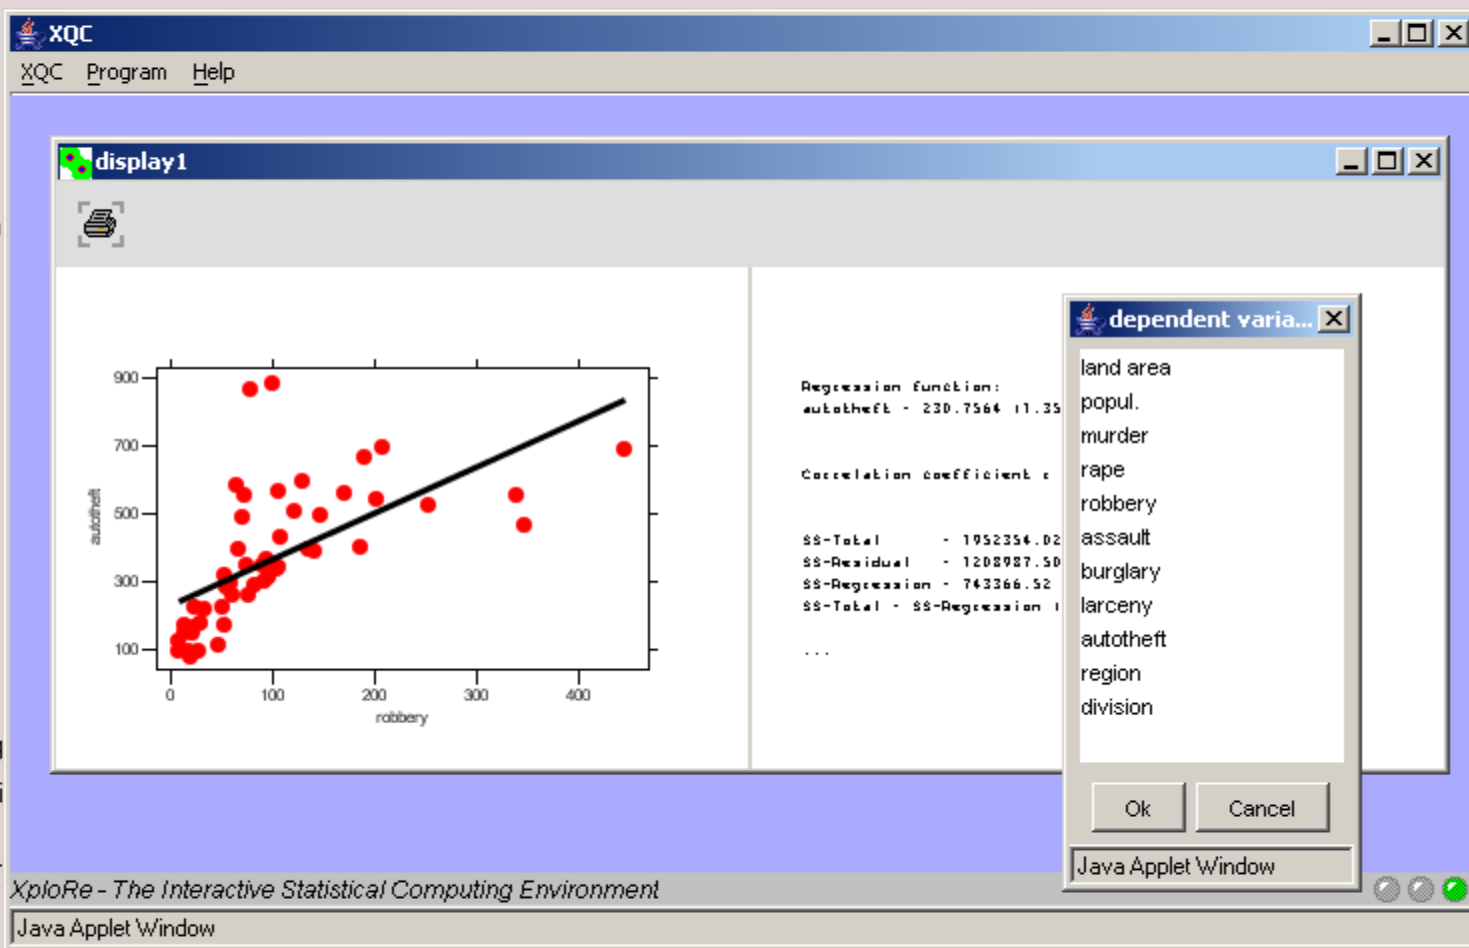 XQC
XQC Program Help
display1
900
700
500
300
100
autotheft
0 100 200 300 400
robbery
Regression function:
autotheft - 230.7564 (1.35
Correlation coefficient :
SS-Total - 1952354.02
SS-Residual - 1208987.50
SS-Regression - 743366.52
SS-Total - SS-Regression
...
dependent varia...
land area
popul.
murder
rape
robbery
assault
burglary
larceny
autotheft
region
division
Ok Cancel
Java Applet Window
XploRe - The Interactive Statistical Computing Environment
Java Applet Window